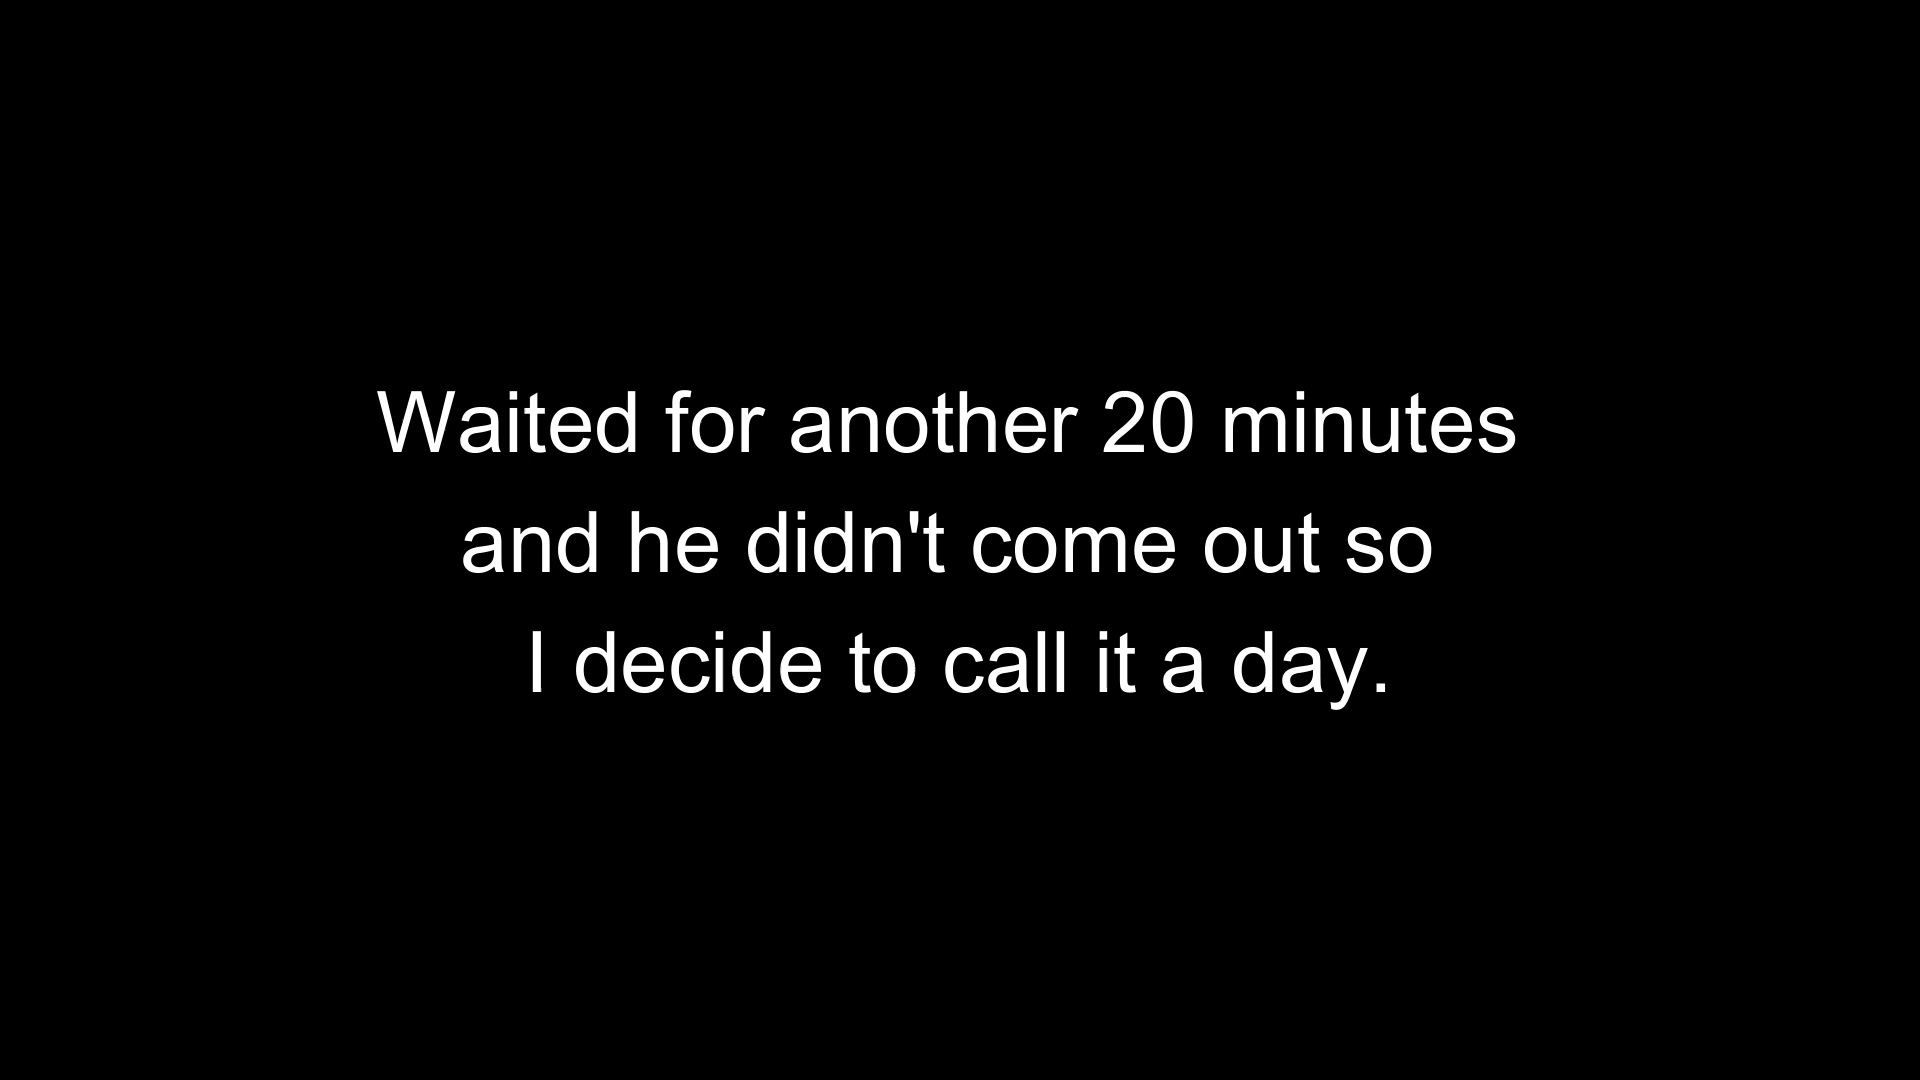 Waited for another 20 minutes
and he didn't come out so
I decide to call it a day.